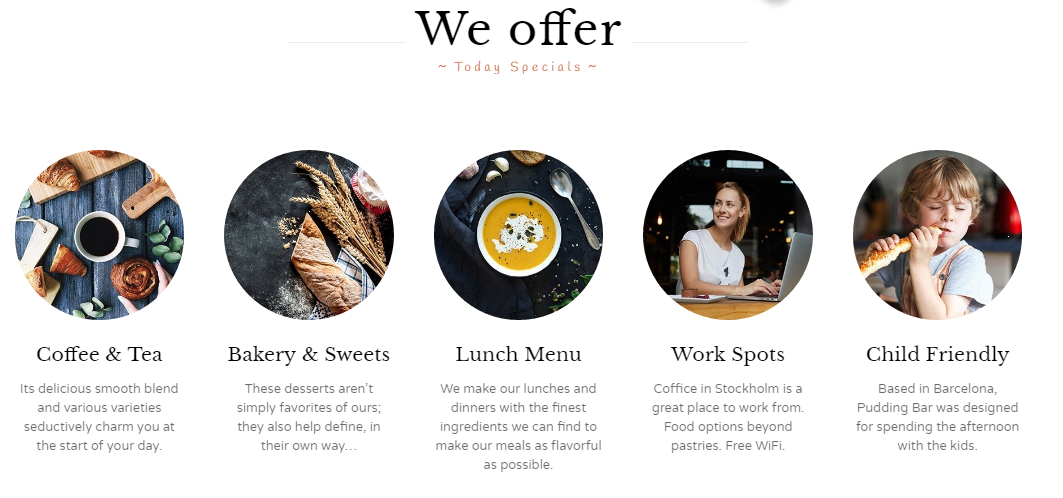 We offer
~ Today Specials ~
Coffee & Tea
Its delicious smooth blend
and various varieties
seductively charm you at
the start of your day.
Bakery & Sweets
These desserts aren't
simply favorites of ours;
they also help define, in
their own way…
Lunch Menu
We make our lunches and
dinners with the finest
ingredients we can find to
make our meals as flavorful
as possible.
Work Spots
Coffice in Stockholm is a
great place to work from.
Food options beyond
pastries. Free WiFi.
Child Friendly
Based in Barcelona,
Pudding Bar was designed
for spending the afternoon
with the kids.